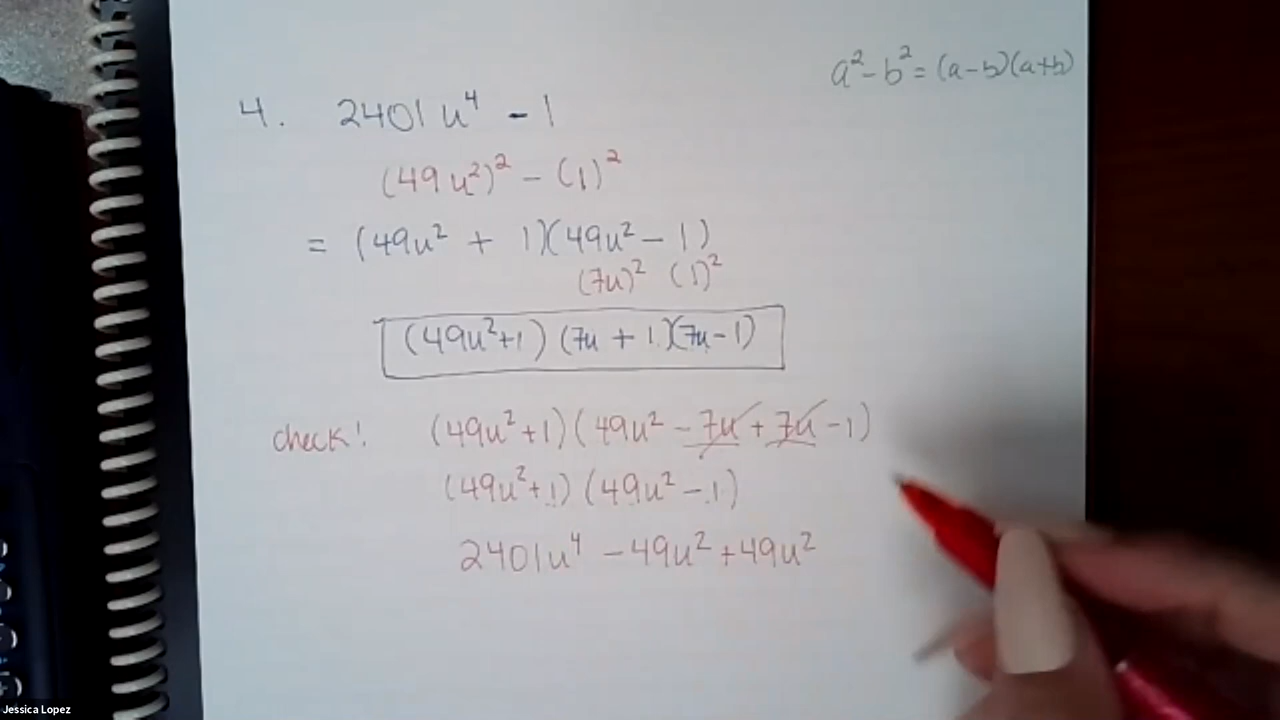 a² - b² = (a-b)(a+b)
4. 2401u⁴ - 1
(49u²)² - (1)²
= (49u² + 1)(49u² - 1)
(7u)² (1)²
(49u²+1) (7u + 1)(7u - 1)
check! (49u²+1)(49u² - 7u + 7u - 1)
(49u²+1)(49u² - 1)
2401u⁴ - 49u² + 49u²
Jessica Lopez